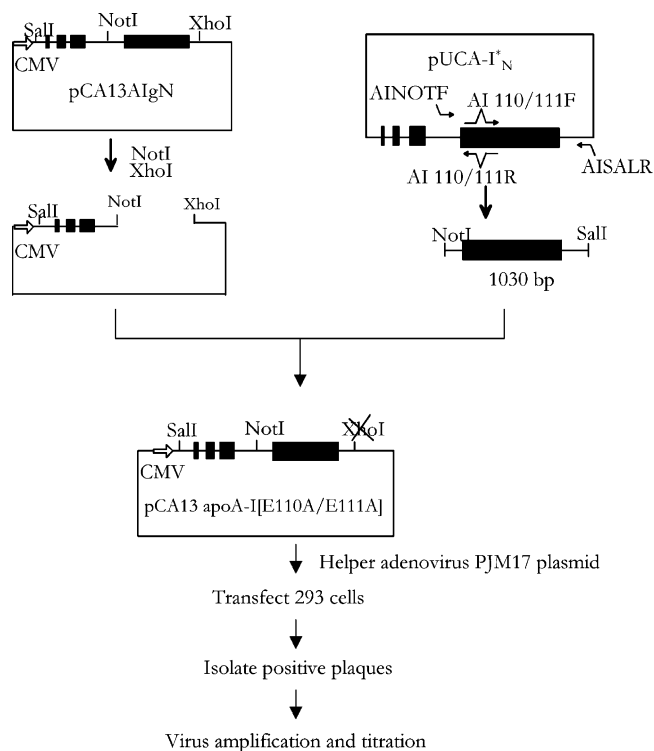 SalI
NotI
XhoI
CMV
pCA13AIgN
NotI
XhoI
SalI
NotI
XhoI
CMV
pUCA-I*N
AINOTF
AI 110/111F
AI 110/111R
AISALR
NotI
SalI
1030 bp
SalI
NotI
XhoI
CMV
pCA13 apoA-I[E110A/E111A]
Helper adenovirus PJM17 plasmid
Transfect 293 cells
Isolate positive plaques
Virus amplification and titration